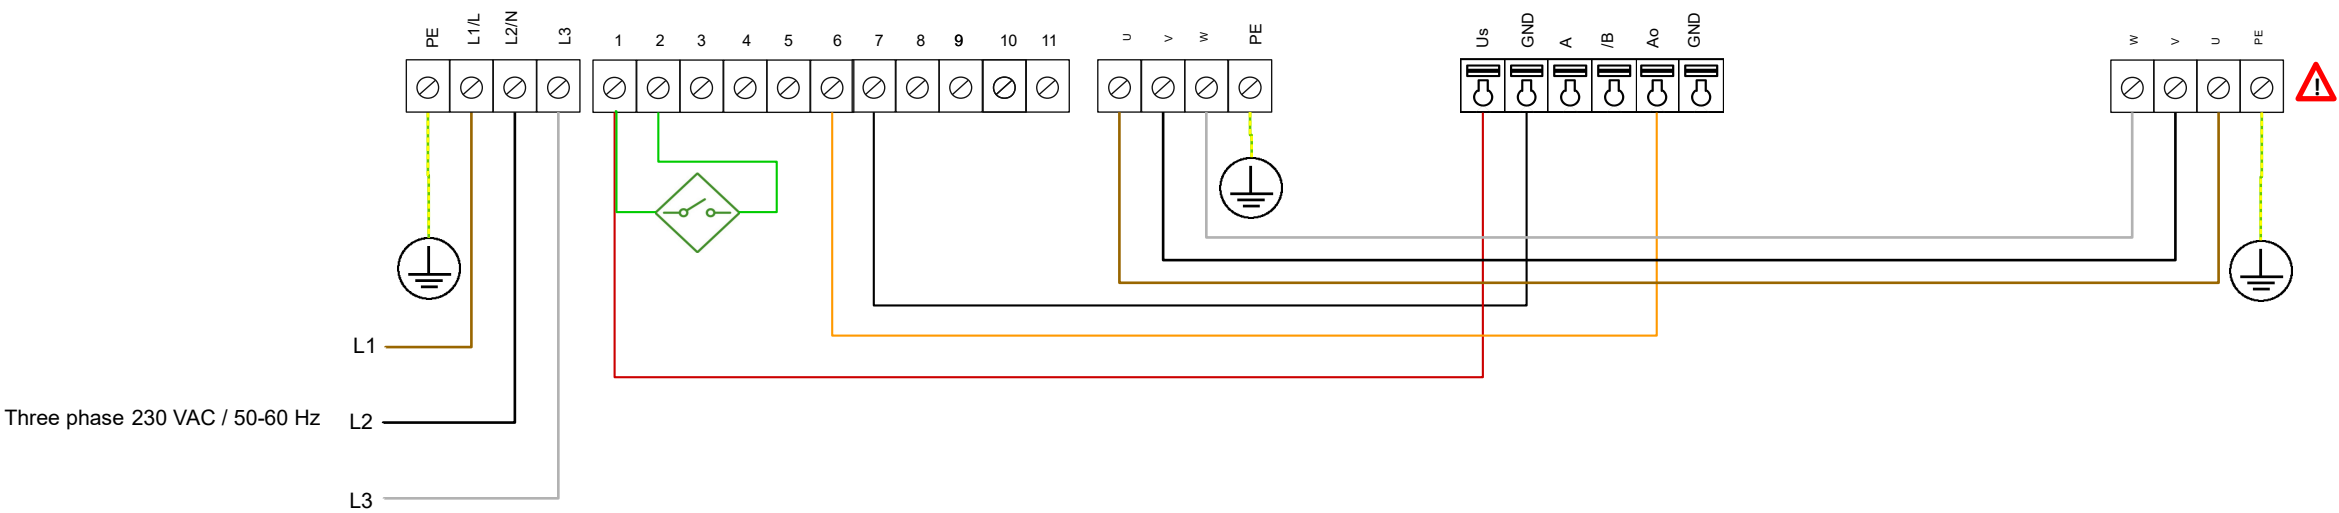 PE L1/L L2/N L3 1 2 3 4 5 6 7 8 9 10 11 U V W PE Us GND A /B Ao GND W V U PE
!
L1
Three phase 230 VAC / 50-60 Hz L2
L3